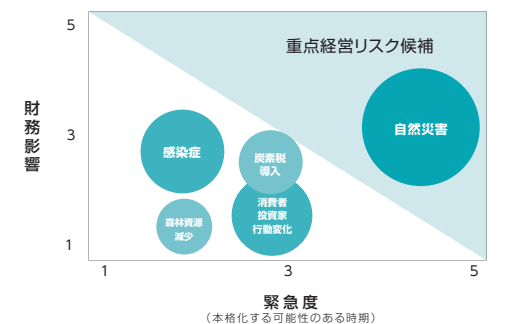 5
3
1
財務影響
重点経営リスク候補
自然災害
感染症
炭素税
導入
消費者
投資家
行動変化
森林資源
減少
1
3
5
緊急度
（本格化する可能性のある時期）